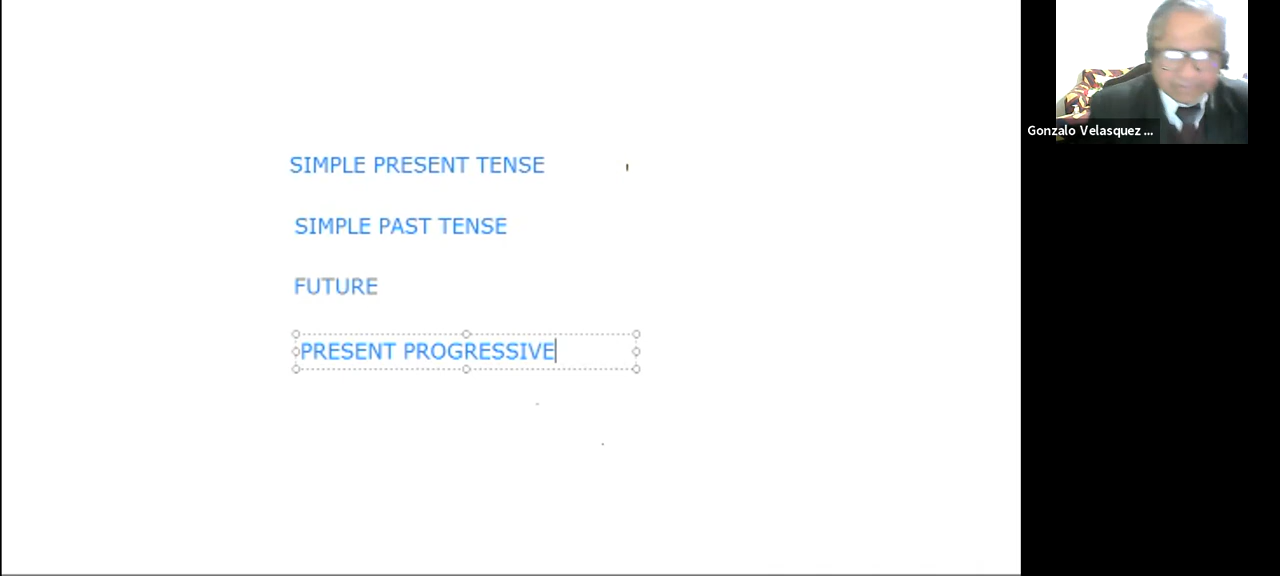 SIMPLE PRESENT TENSE
SIMPLE PAST TENSE
FUTURE
PRESENT PROGRESSIVE
Gonzalo Velasquez ...